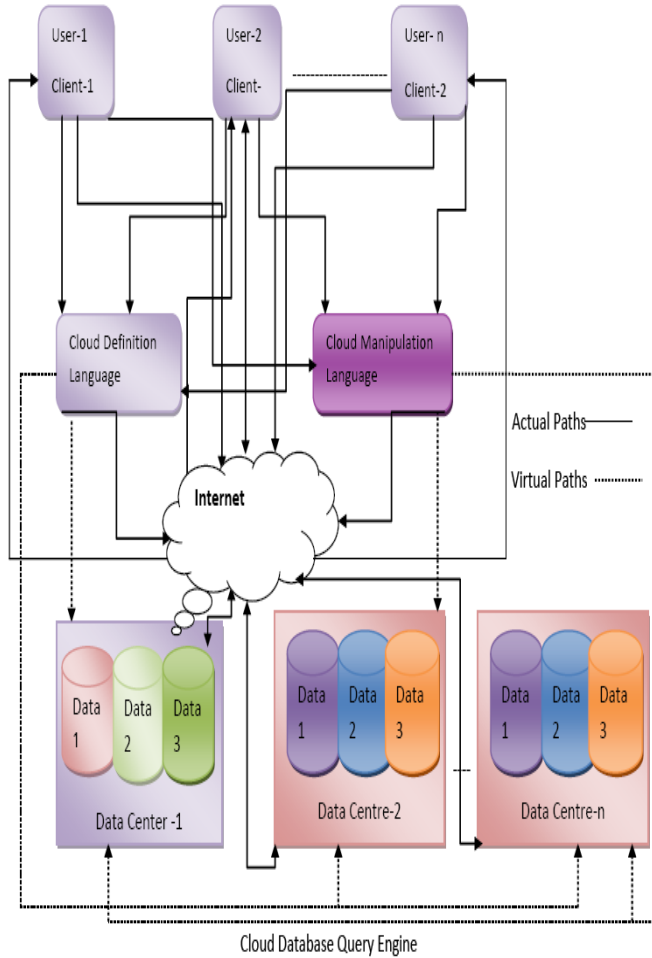 User-1
Client-1
User-2
Client-
User- n
Client-2
Cloud Definition
Language
Cloud Manipulation
Language
Actual Paths
Virtual Paths
Internet
Data
1
Data
2
Data
3
Data Center -1
Data
1
Data
2
Data
3
Data Centre-2
Data
1
Data
2
Data
3
Data Centre-n
Cloud Database Query Engine